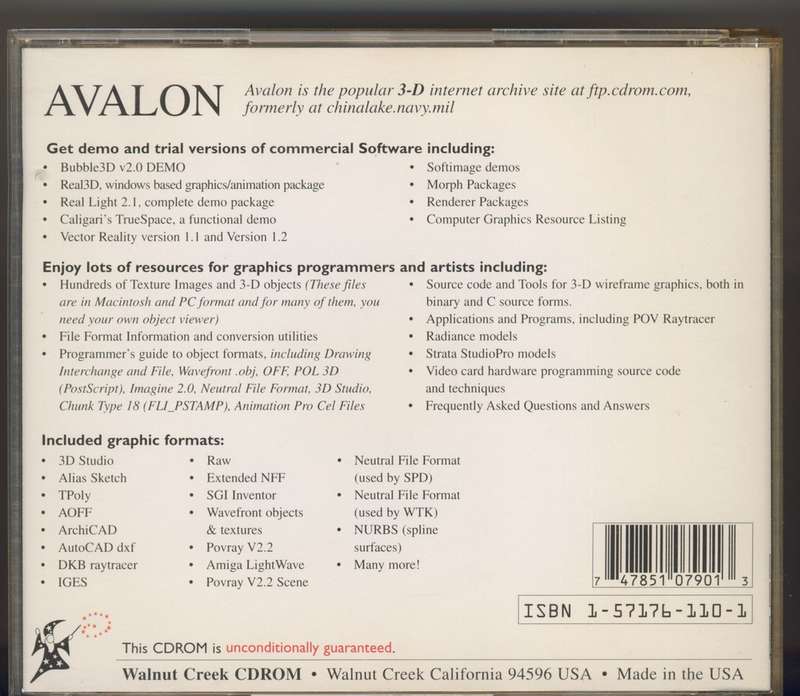 AVALON
Avalon is the popular 3-D internet archive site at ftp.cdrom.com,
formerly at chinalake.navy.mil
Get demo and trial versions of commercial Software including:
• Bubble3D v2.0 DEMO
• Real3D, windows based graphics/animation package
• Real Light 2.1, complete demo package
• Caligari's TrueSpace, a functional demo
• Vector Reality version 1.1 and Version 1.2
• Softimage demos
• Morph Packages
• Renderer Packages
• Computer Graphics Resource Listing
Enjoy lots of resources for graphics programmers and artists including:
• Hundreds of Texture Images and 3-D objects (These files
are in Macintosh and PC format and for many of them, you
need your own object viewer)
• File Format Information and conversion utilities
• Programmer's guide to object formats, including Drawing
Interchange and File, Wavefront .obj, OFF, POL 3D
(PostScript), Imagine 2.0, Neutral File Format, 3D Studio,
Chunk Type 18 (FLI_PSTAMP), Animation Pro Cel Files
• Source code and Tools for 3-D wireframe graphics, both in
binary and C source forms.
• Applications and Programs, including POV Raytracer
• Radiance models
• Strata StudioPro models
• Video card hardware programming source code
and techniques
• Frequently Asked Questions and Answers
Included graphic formats:
• 3D Studio
• Alias Sketch
• TPoly
• AOFF
• ArchiCAD
• AutoCAD dxf
• DKB raytracer
• IGES
• Raw
• Extended NFF
• SGI Inventor
• Wavefront objects
& textures
• Povray V2.2
• Amiga LightWave
• Povray V2.2 Scene
• Neutral File Format
(used by SPD)
• Neutral File Format
(used by WTK)
• NURBS (spline
surfaces)
• Many more!
7 47851 07901 3
ISBN 1-57176-110-1
This CDROM is unconditionally guaranteed.
Walnut Creek CDROM • Walnut Creek California 94596 USA • Made in the USA